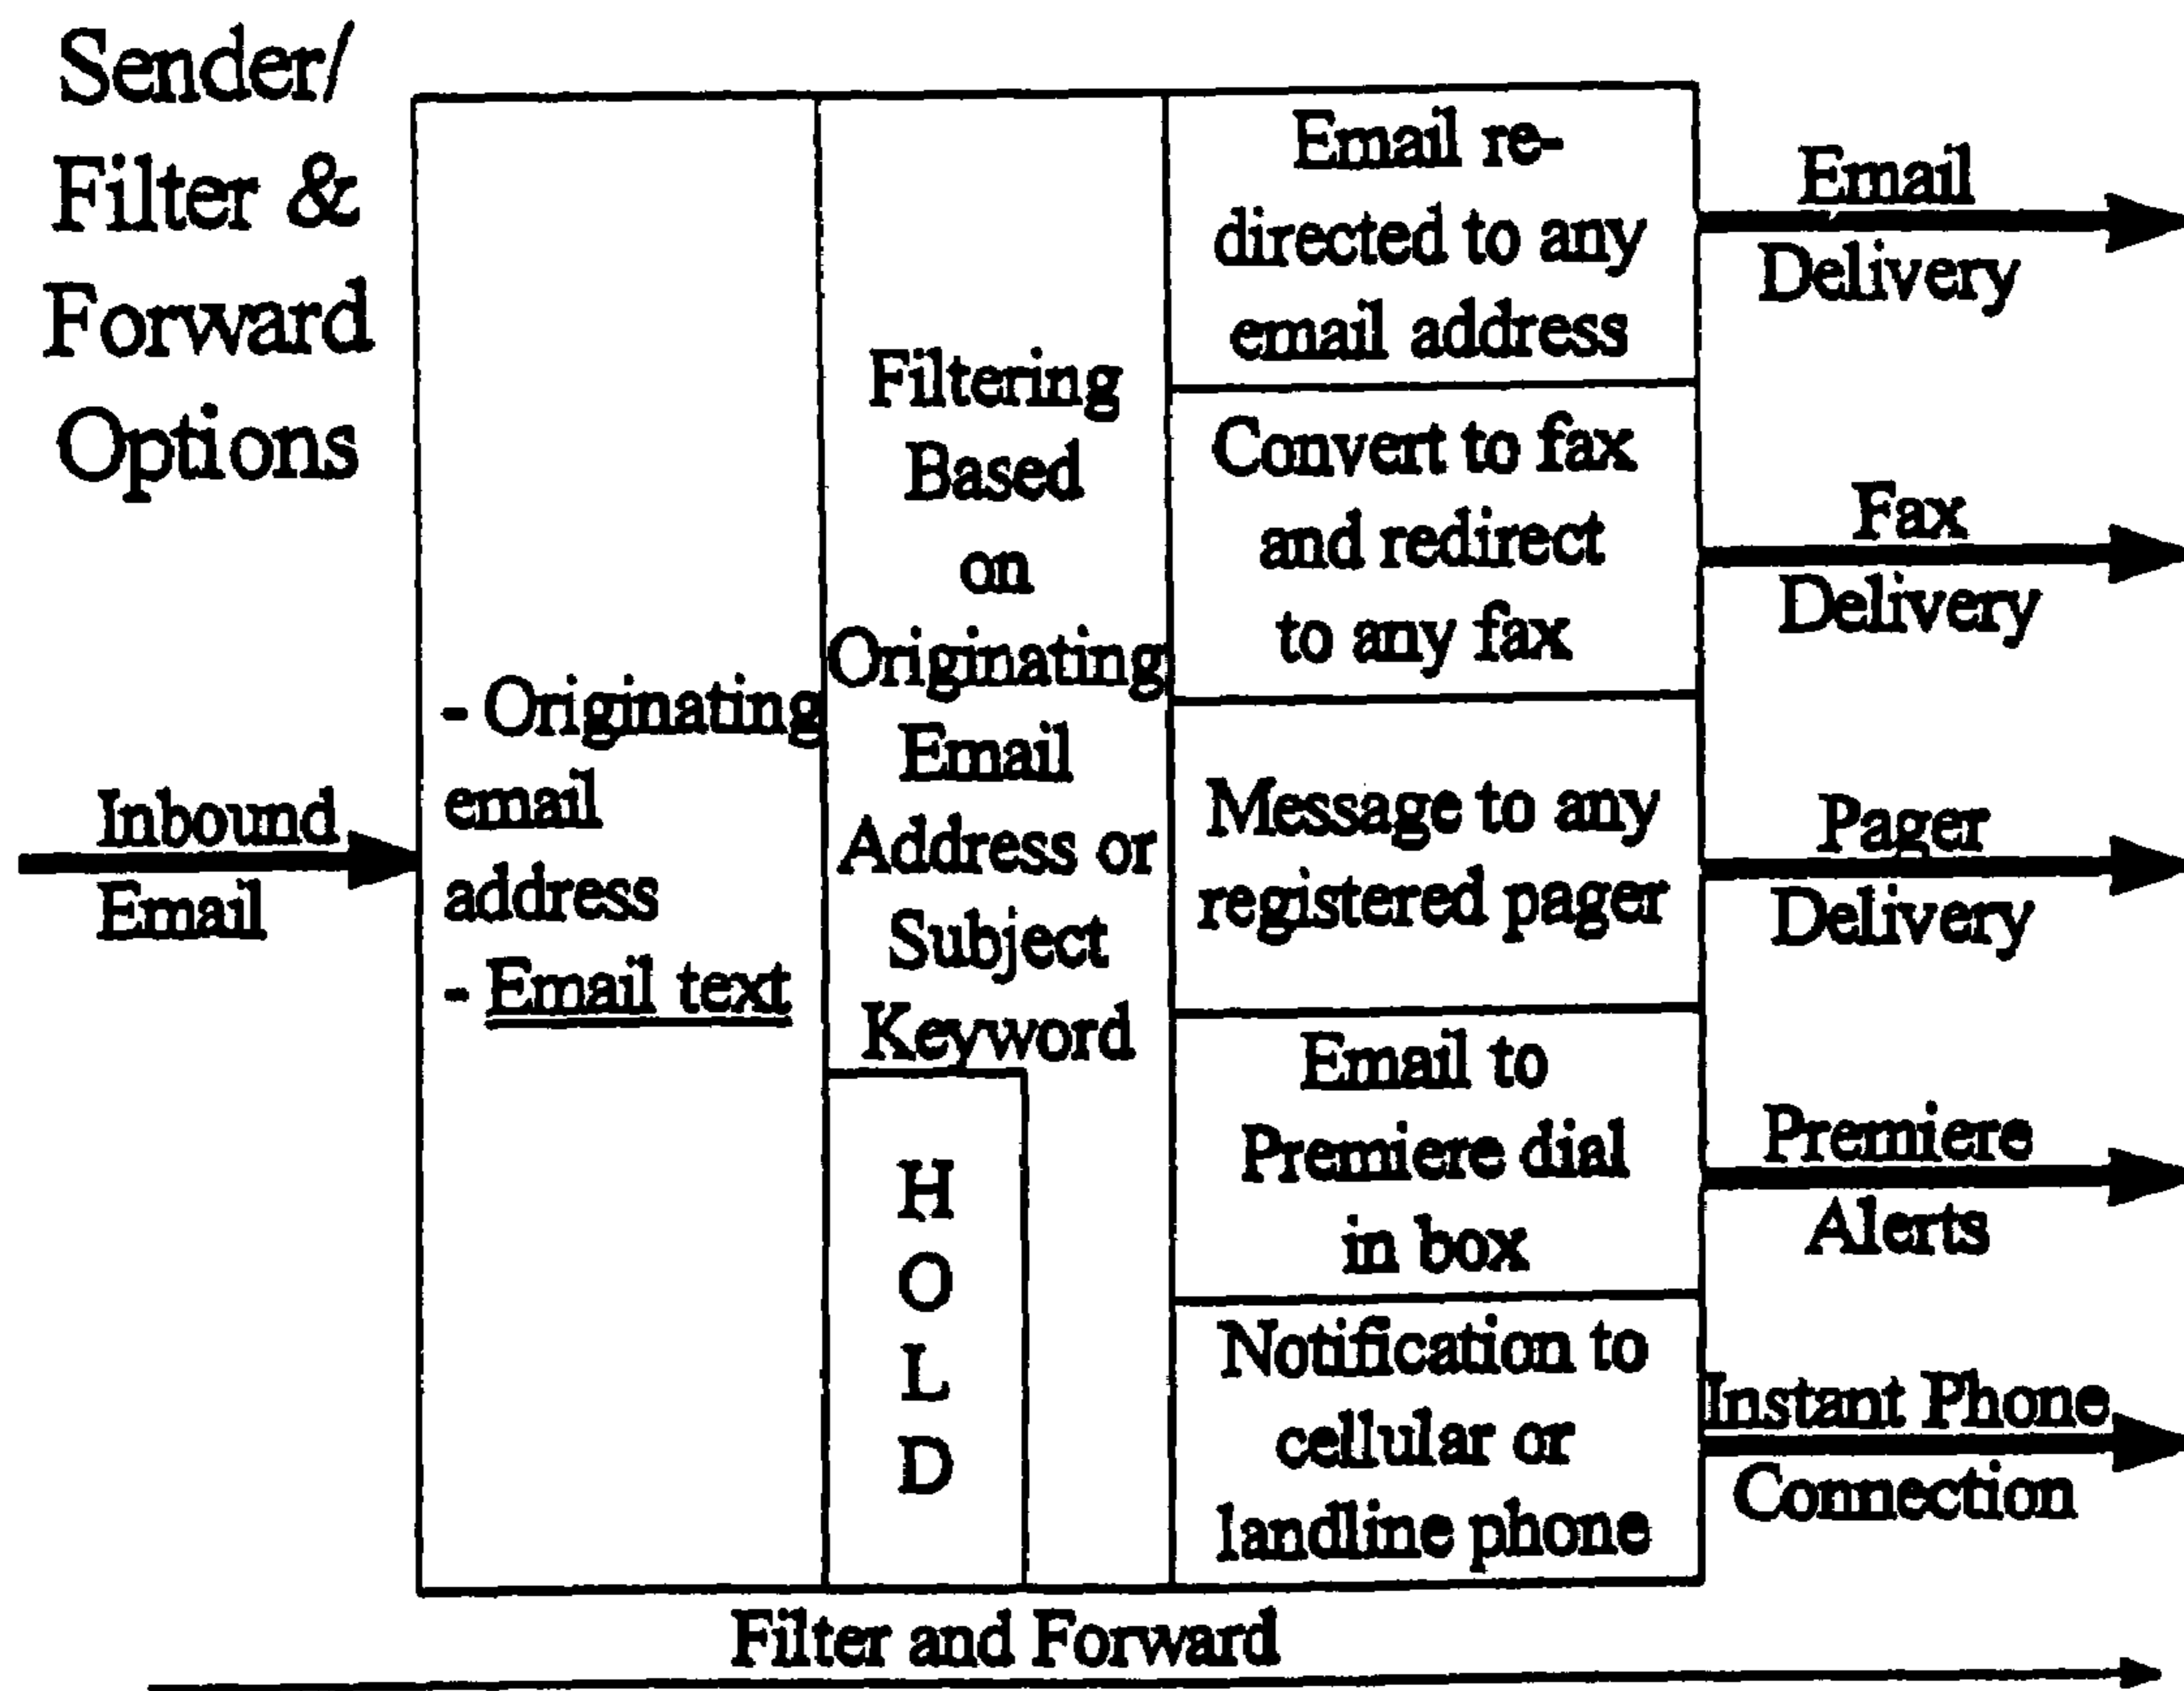 Sender/
Filter &
Forward
Options
Inbound
Email
- Originating
email
address
- Email text
Filtering
Based
on
Originating
Email
Address or
Subject
Keyword
H
O
L
D
Email re-
directed to any
email address
Convert to fax
and redirect
to any fax
Message to any
registered pager
Email to
Premiere dial
in box
Notification to
cellular or
landline phone
Email
Delivery
Fax
Delivery
Pager
Delivery
Premiere
Alerts
Instant Phone
Connection
Filter and Forward